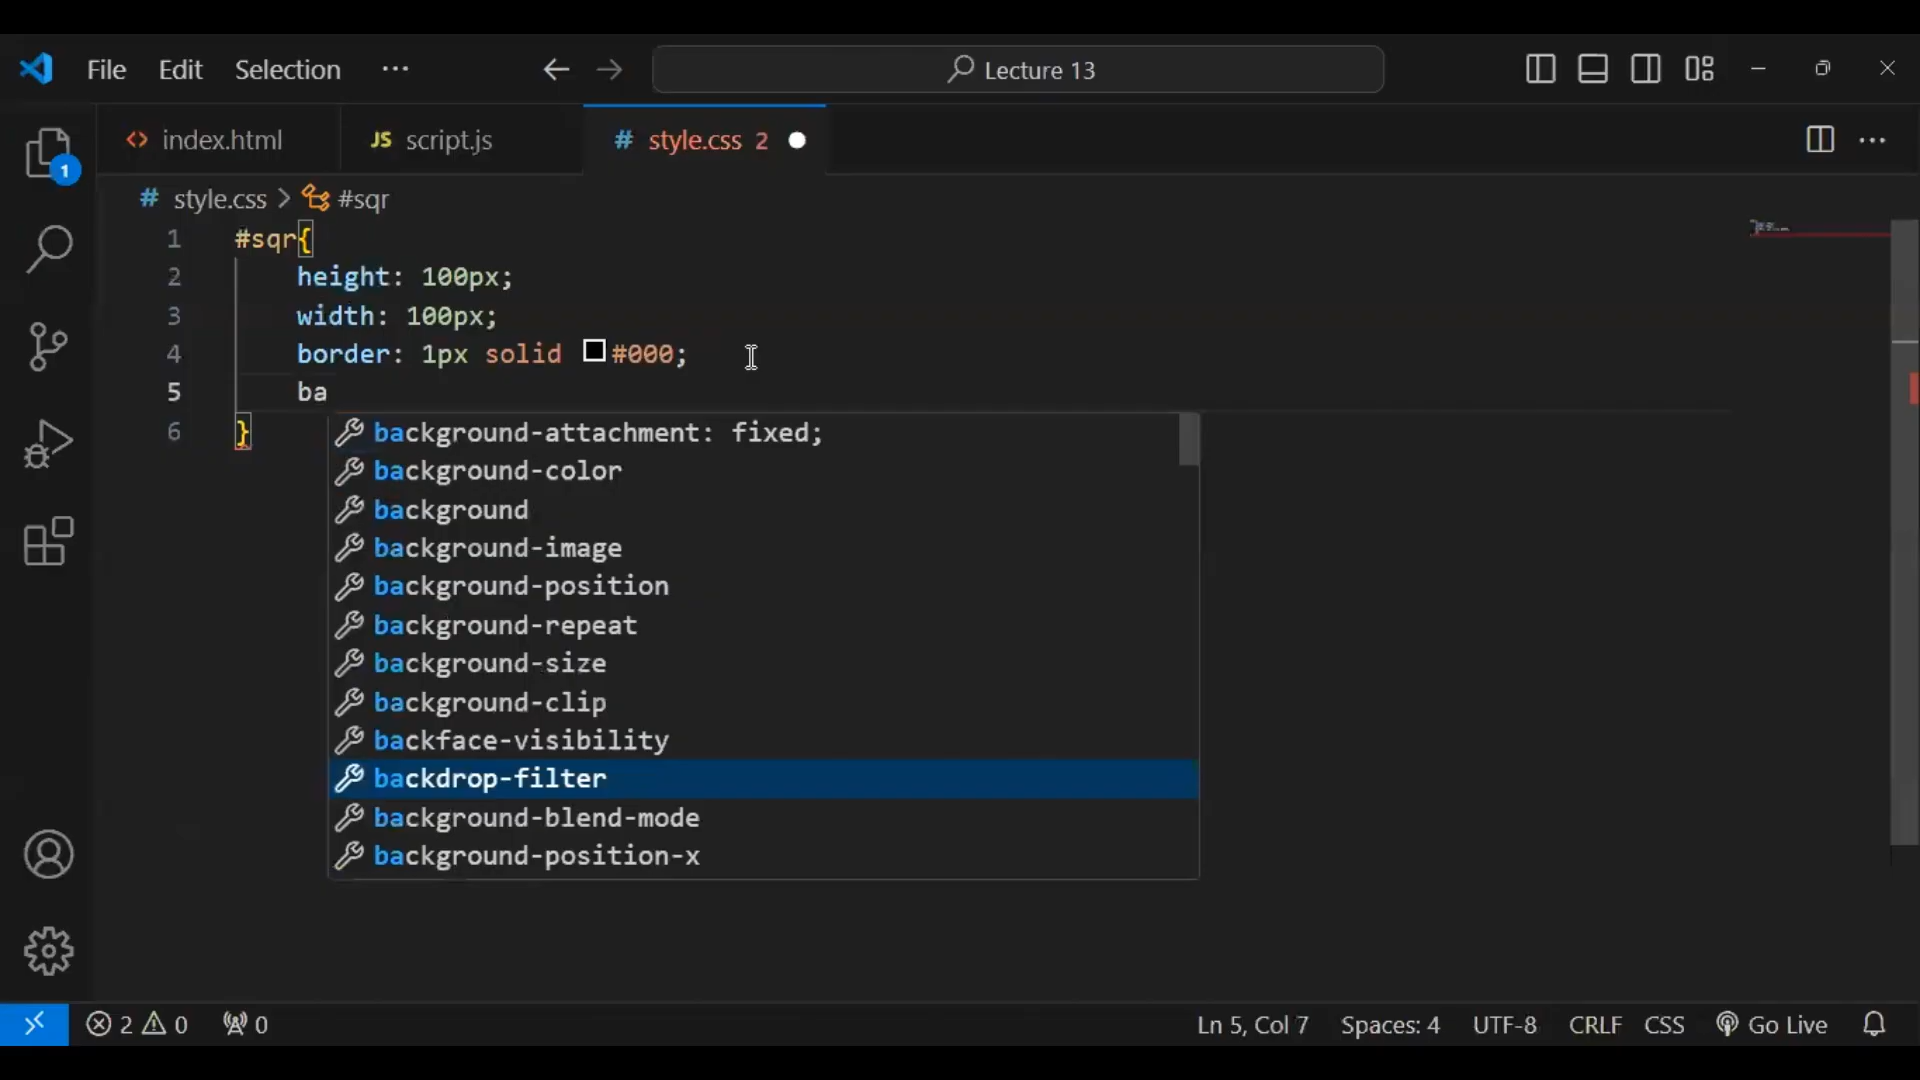 File Edit Selection ··· Lecture 13
index.html JS script.js # style.css 2
# style.css > #sqr
1 #sqr{
2 height: 100px;
3 width: 100px;
4 border: 1px solid #000;
5 ba
6 }
background-attachment: fixed;
background-color
background
background-image
background-position
background-repeat
background-size
background-clip
backface-visibility
backdrop-filter
background-blend-mode
background-position-x
1
2 0 0 Ln 5, Col 7 Spaces: 4 UTF-8 CRLF CSS Go Live